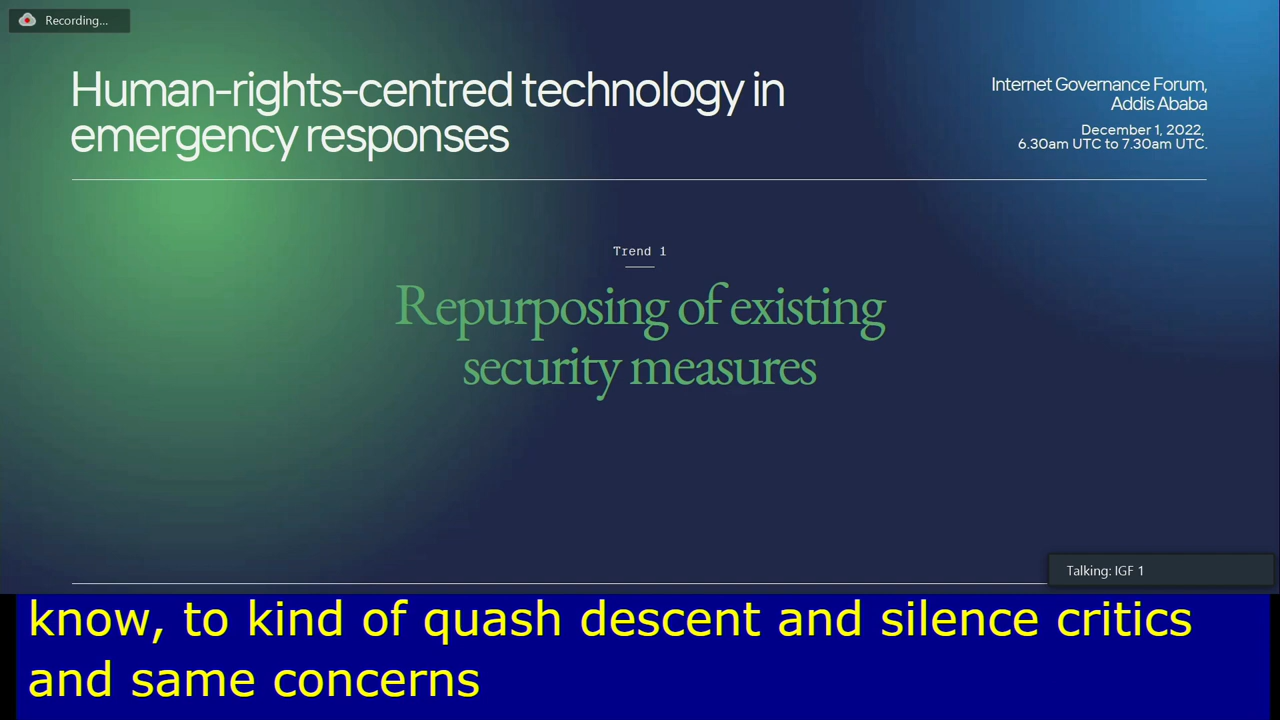 Recording...
Human-rights-centred technology in
emergency responses
Internet Governance Forum,
Addis Ababa
December 1, 2022,
6.30am UTC to 7.30am UTC.
Trend 1
Repurposing of existing
security measures
Talking: IGF 1
know, to kind of quash descent and silence critics
and same concerns